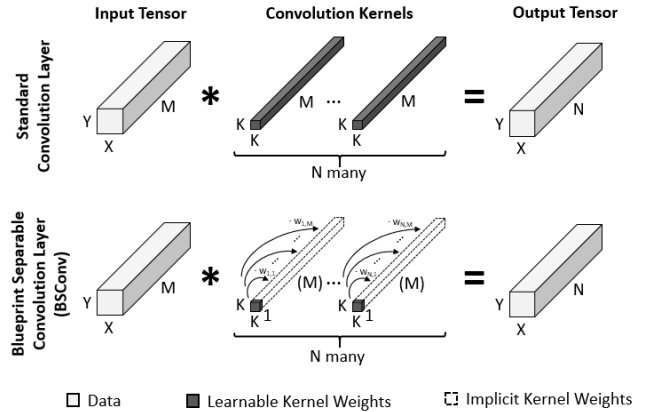 Input Tensor Convolution Kernels Output Tensor
Standard
Convolution Layer
Y X M * K K M ... K K M = Y X N
N many
Blueprint Separable
Convolution Layer
(BSConv)
· w1,1 ... · w1,M · wN,1 ... · wN,M
Y X M * K K 1 (M) ... K K 1 (M) = Y X N
N many
Data Learnable Kernel Weights Implicit Kernel Weights